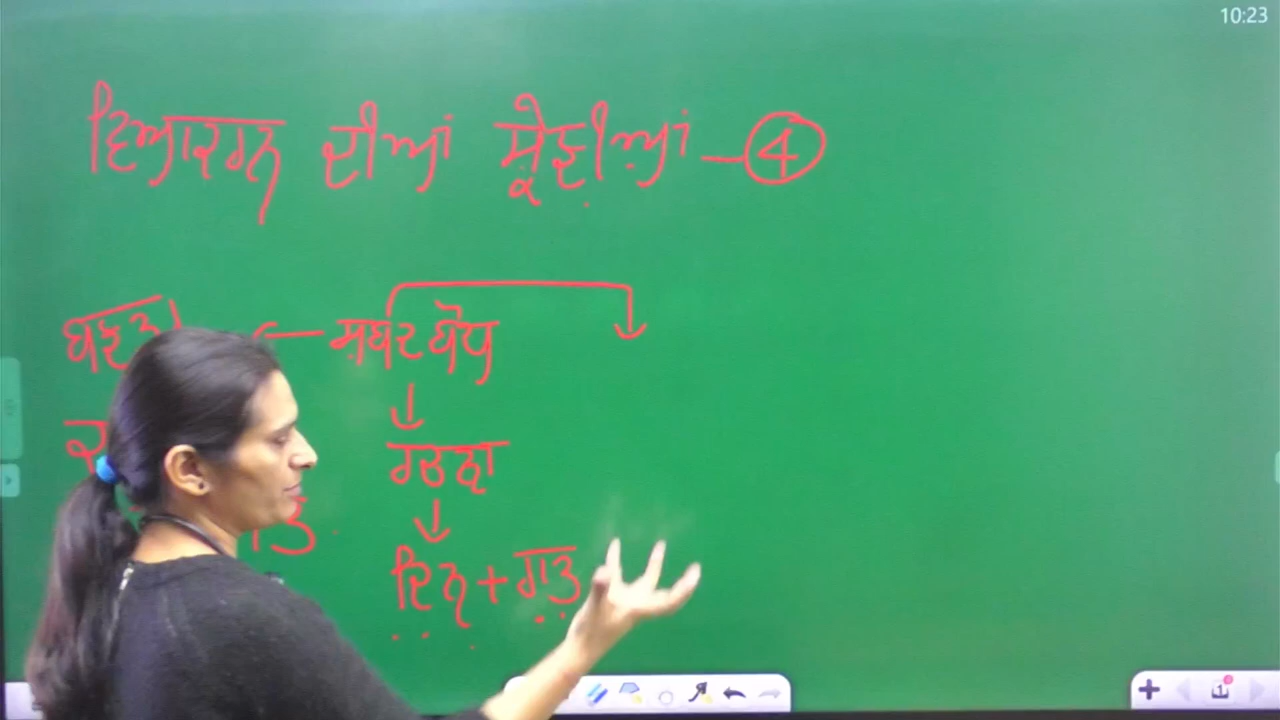 10:23
ਵਿਆਕਰਨ ਦੀਆਂ ਸ਼੍ਰੇਣੀਆਂ - 4
ਸ਼ਬਦ ਬੋਧ
ਰਚਨਾ
ਦਿਨ + ਰਾਤ